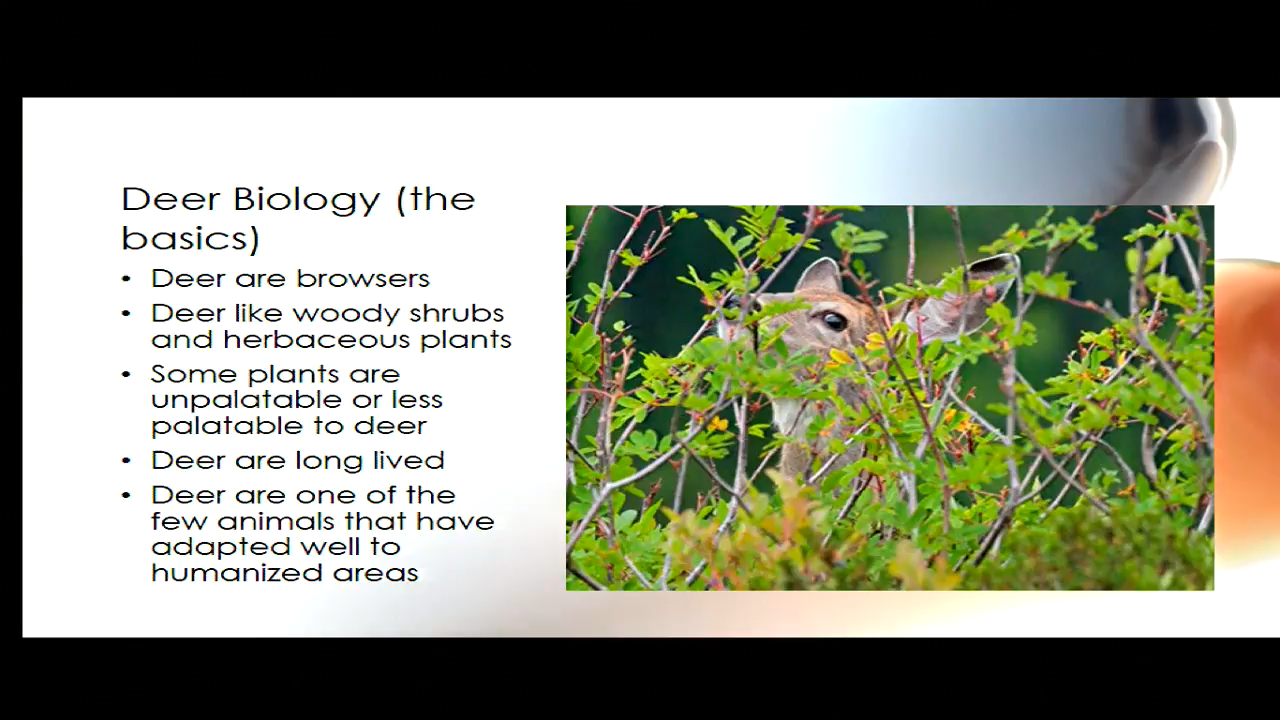 Deer Biology (the
basics)
• Deer are browsers
• Deer like woody shrubs
and herbaceous plants
• Some plants are
unpalatable or less
palatable to deer
• Deer are long lived
• Deer are one of the
few animals that have
adapted well to
humanized areas